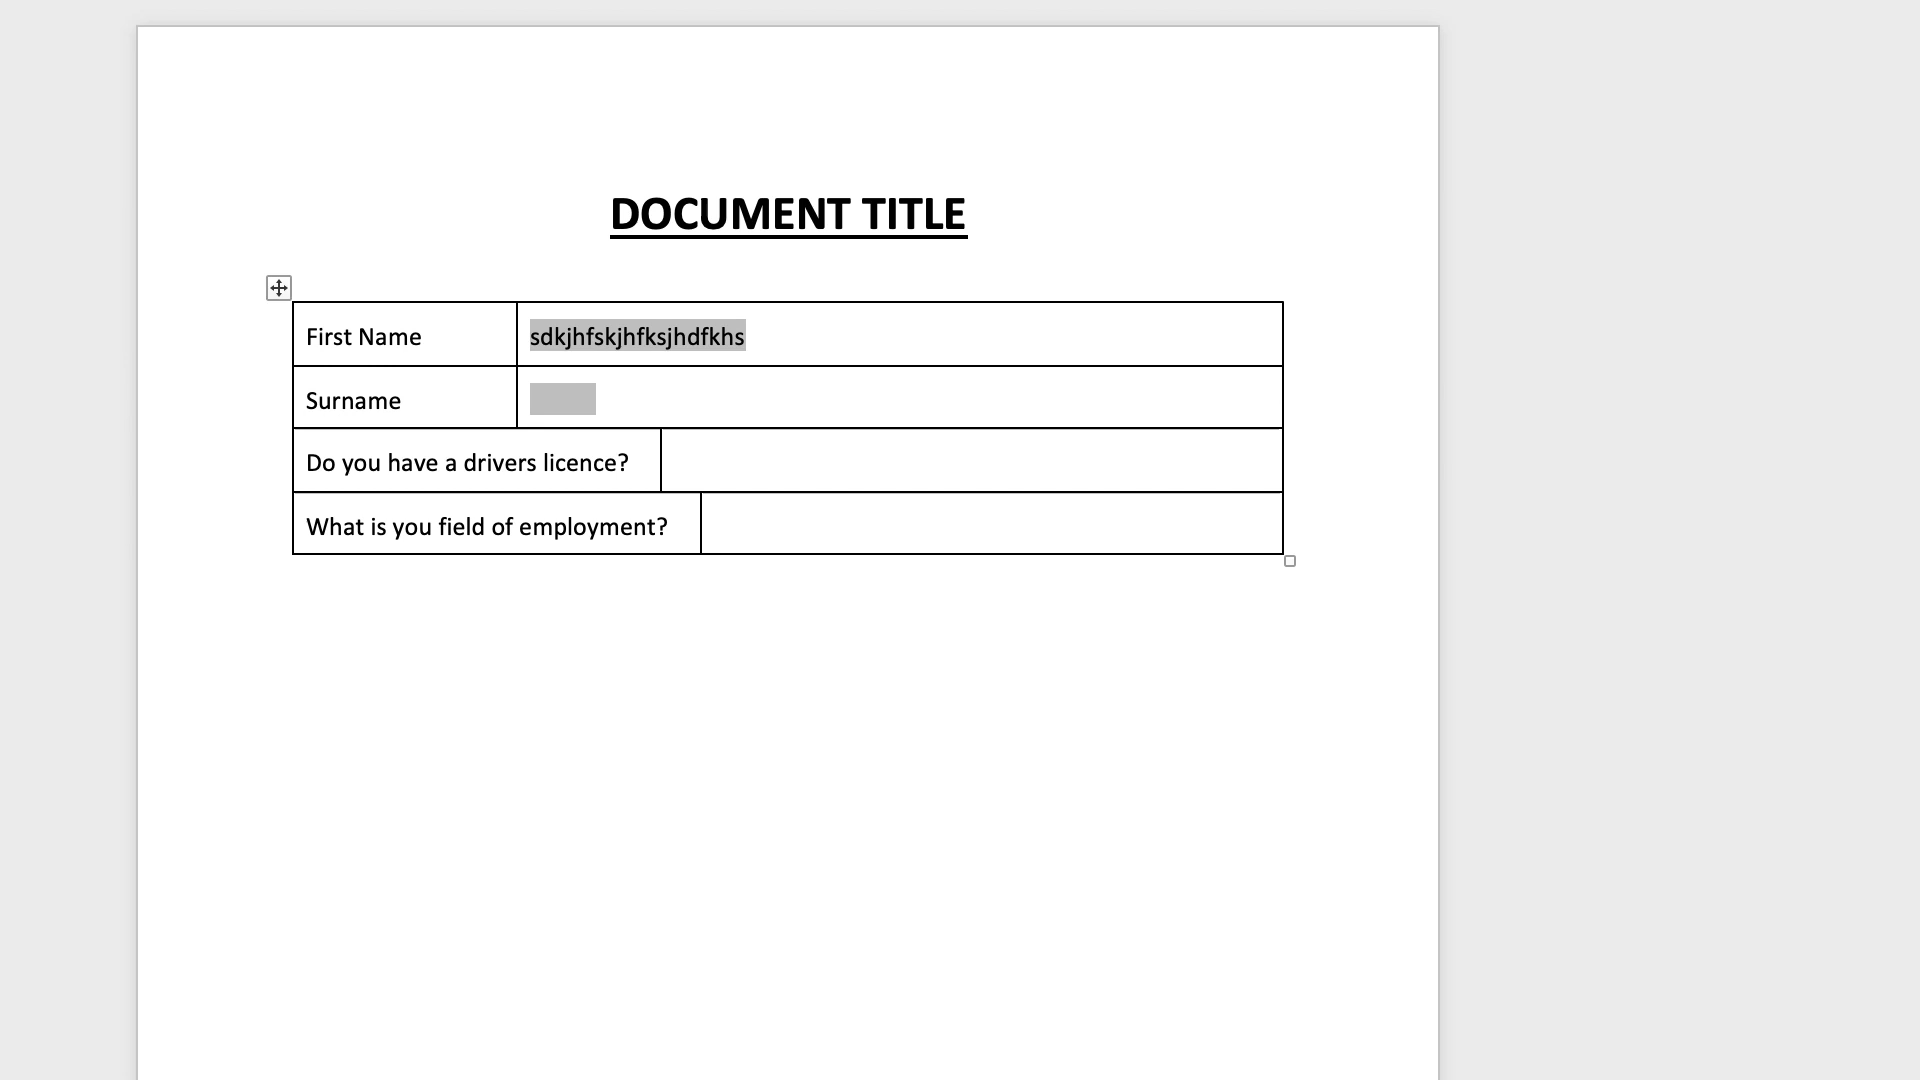 DOCUMENT TITLE
First Name sdkjhfskjhfksjhdfkhs
Surname
Do you have a drivers licence?
What is you field of employment?